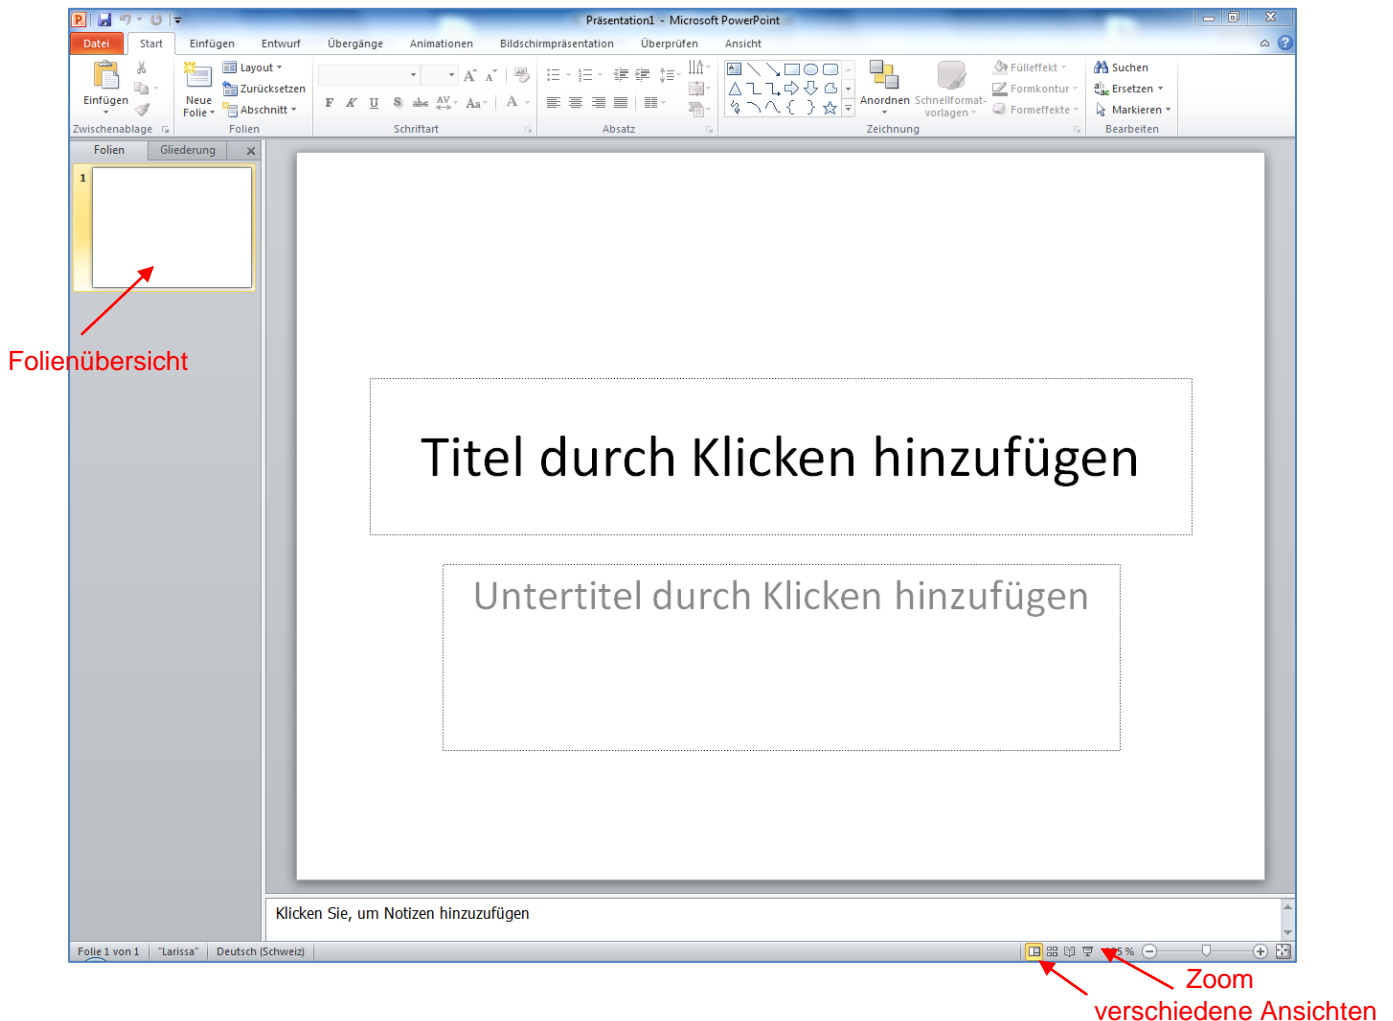 Präsentation1 - Microsoft PowerPoint
Datei Start Einfügen Entwurf Übergänge Animationen Bildschirmpräsentation Überprüfen Ansicht
Einfügen
Zwischenablage
Neue Folie
Layout
Zurücksetzen
Abschnitt
Folien
F K U S abc AV Aa A
Schriftart
Absatz
Anordnen
Schnellformat-
vorlagen
Fülleffekt
Formkontur
Formeffekte
Zeichnung
Suchen
Ersetzen
Markieren
Bearbeiten
Folien Gliederung
1
Folienübersicht
Titel durch Klicken hinzufügen
Untertitel durch Klicken hinzufügen
Klicken Sie, um Notizen hinzuzufügen
Folie 1 von 1 "Larissa" Deutsch (Schweiz)
Zoom
verschiedene Ansichten